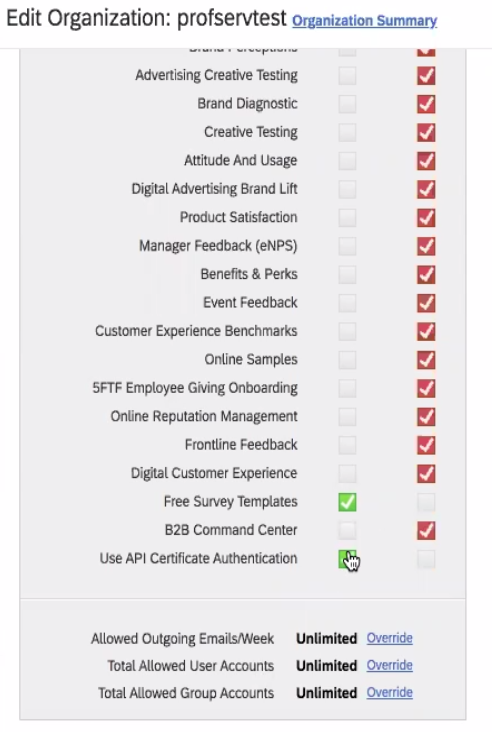 Edit Organization: profservtest Organization Summary
Brand Perceptions
Advertising Creative Testing
Brand Diagnostic
Creative Testing
Attitude And Usage
Digital Advertising Brand Lift
Product Satisfaction
Manager Feedback (eNPS)
Benefits & Perks
Event Feedback
Customer Experience Benchmarks
Online Samples
5FTF Employee Giving Onboarding
Online Reputation Management
Frontline Feedback
Digital Customer Experience
Free Survey Templates
B2B Command Center
Use API Certificate Authentication
Allowed Outgoing Emails/Week Unlimited Override
Total Allowed User Accounts Unlimited Override
Total Allowed Group Accounts Unlimited Override